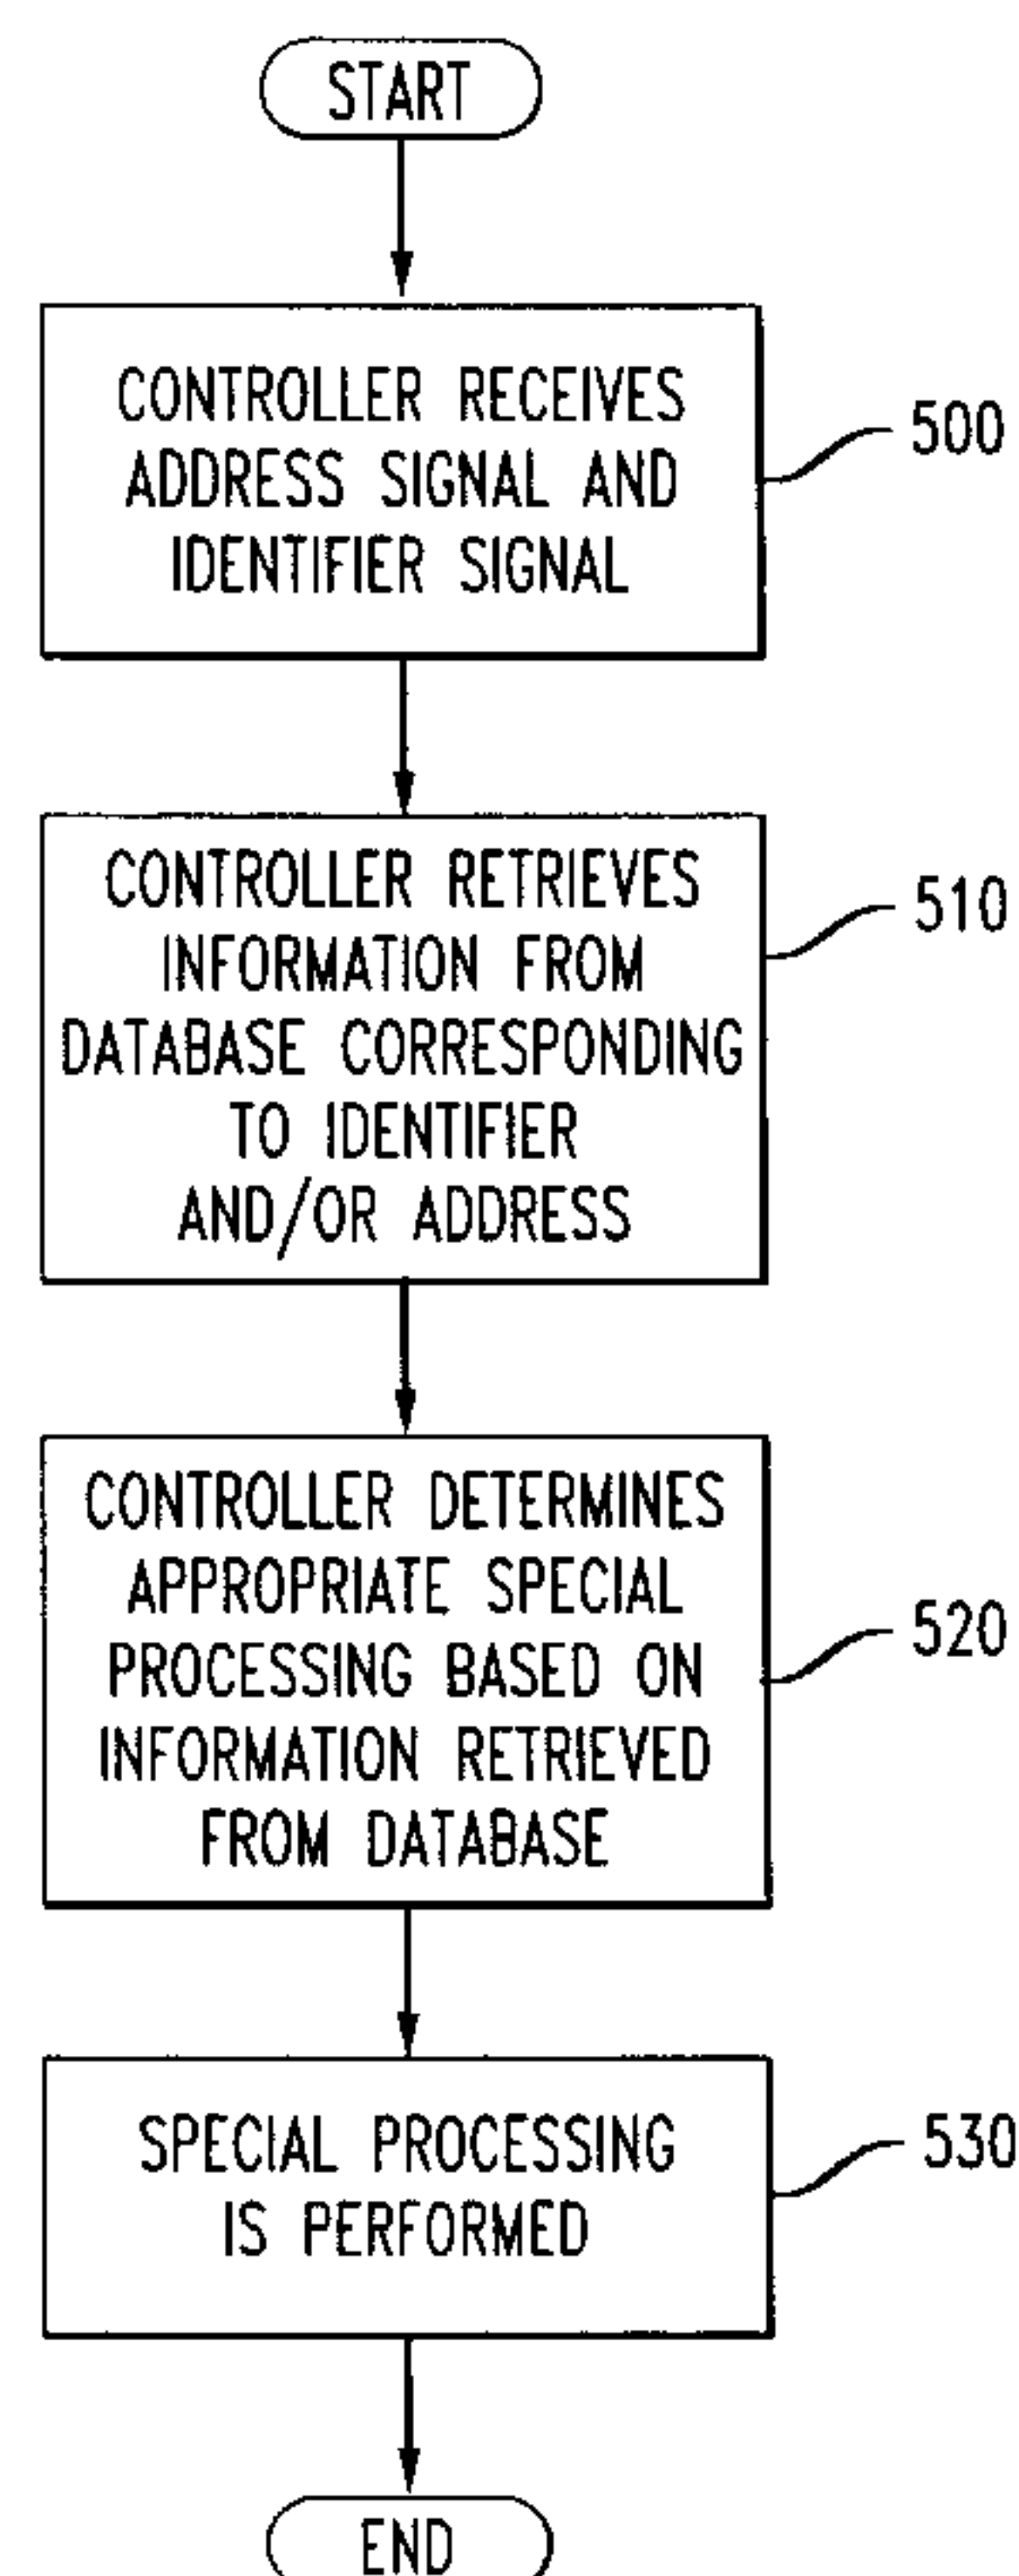 START
CONTROLLER RECEIVES
ADDRESS SIGNAL AND
IDENTIFIER SIGNAL
500
CONTROLLER RETRIEVES
INFORMATION FROM
DATABASE CORRESPONDING
TO IDENTIFIER
AND/OR ADDRESS
510
CONTROLLER DETERMINES
APPROPRIATE SPECIAL
PROCESSING BASED ON
INFORMATION RETRIEVED
FROM DATABASE
520
SPECIAL PROCESSING
IS PERFORMED
530
END